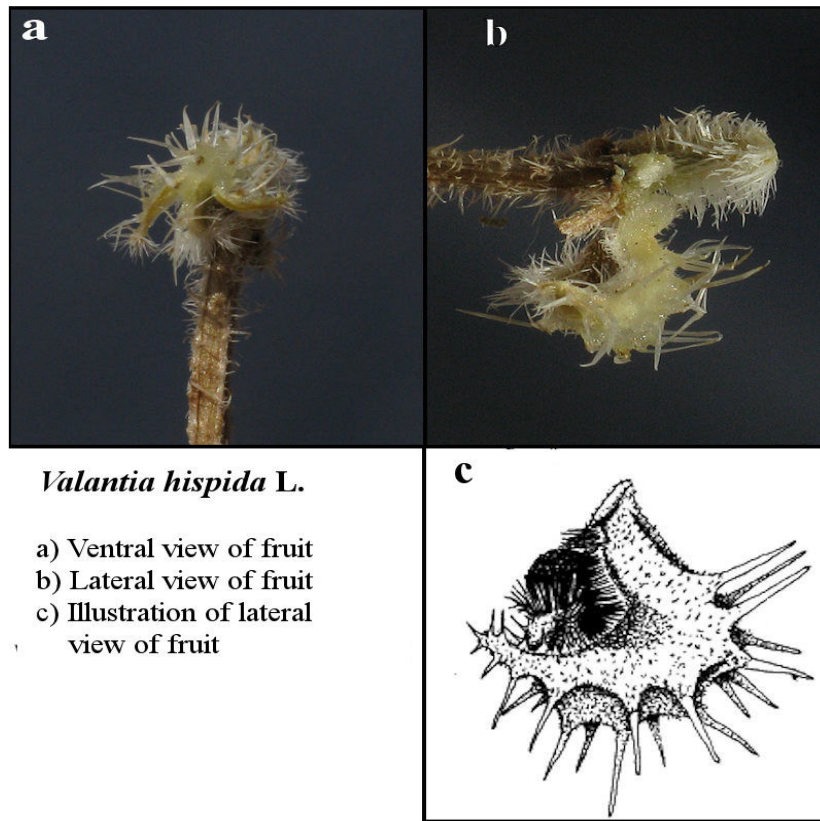 a
b
Valantia hispida L.
a) Ventral view of fruit
b) Lateral view of fruit
c) Illustration of lateral
view of fruit
c